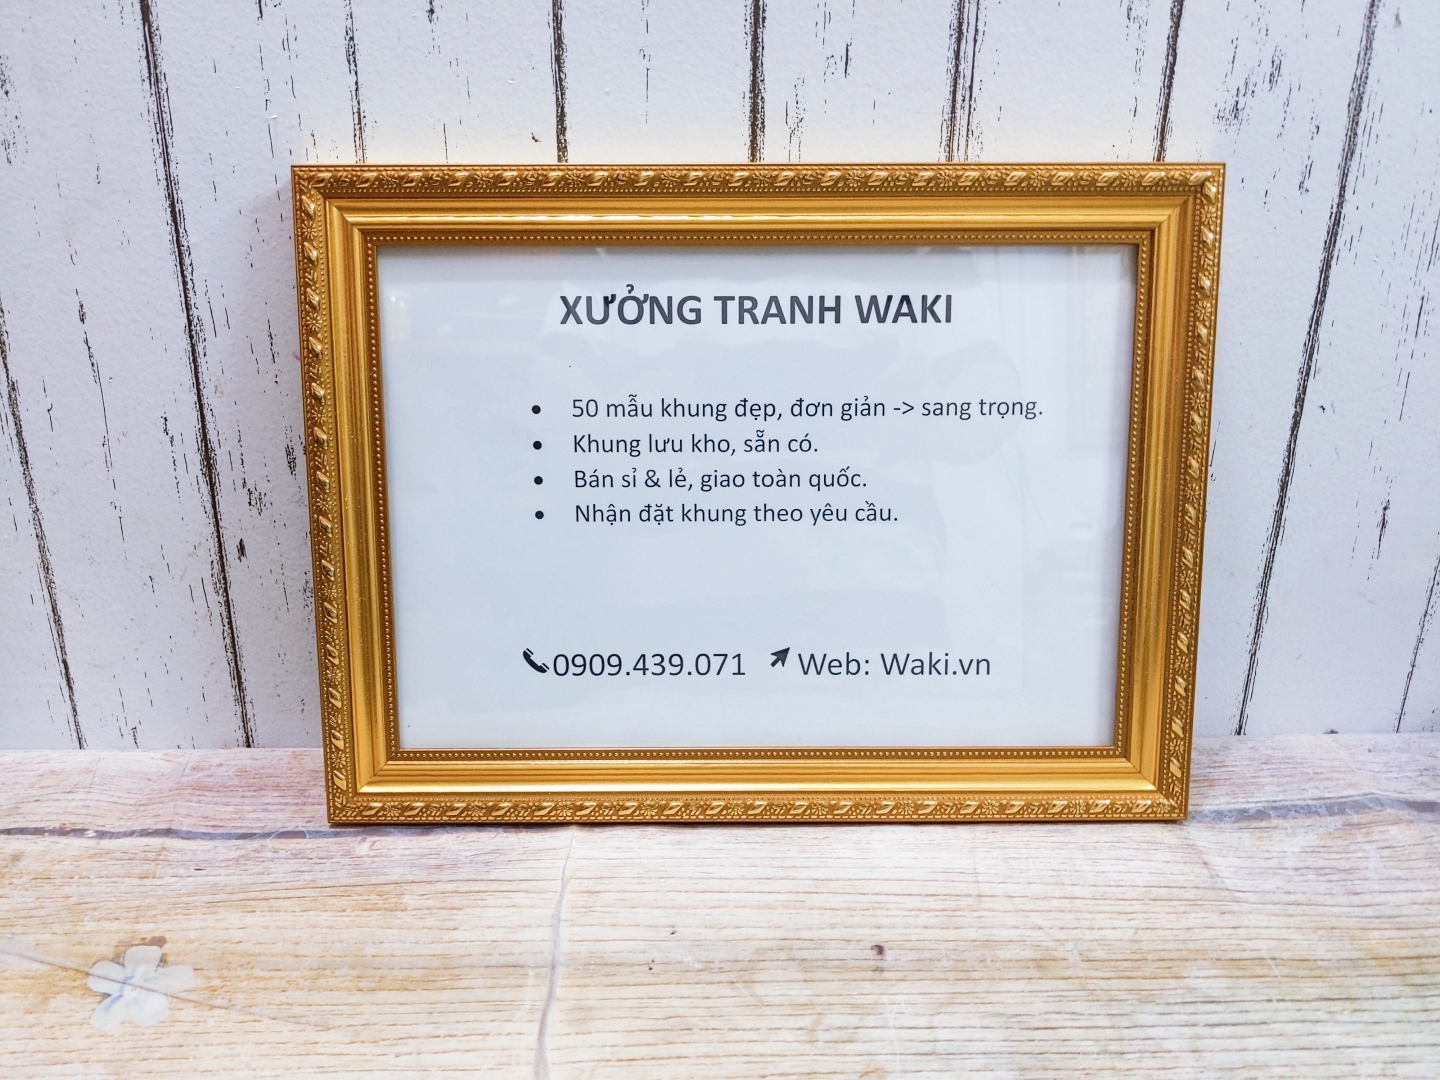 XƯỞNG TRANH WAKI
• 50 mẫu khung đẹp, đơn giản -> sang trọng.
• Khung lưu kho, sẵn có.
• Bán sỉ & lẻ, giao toàn quốc.
• Nhận đặt khung theo yêu cầu.
0909.439.071 Web: Waki.vn